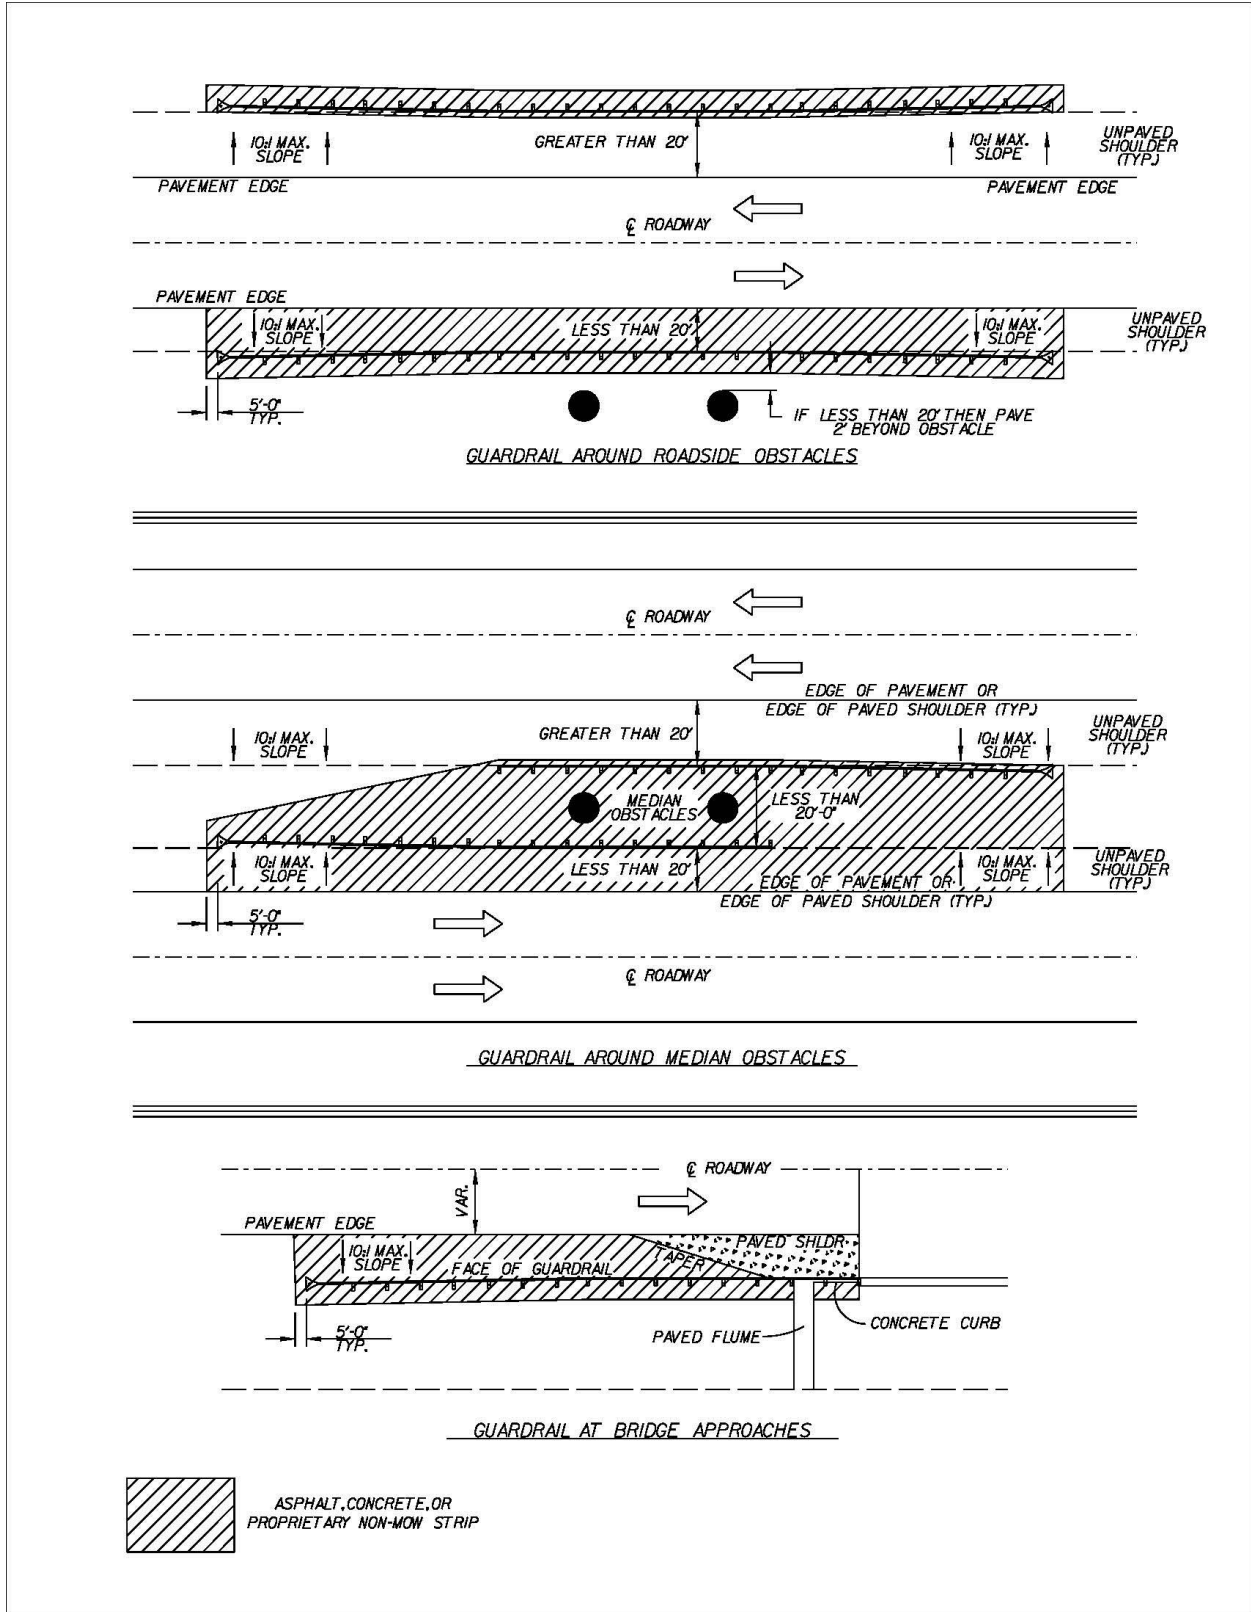 GREATER THAN 20'
10:1 MAX.
SLOPE
10:1 MAX.
SLOPE
UNPAVED
SHOULDER
(TYP.)
PAVEMENT EDGE
PAVEMENT EDGE
℄ ROADWAY
PAVEMENT EDGE
10:1 MAX.
SLOPE
LESS THAN 20'
10:1 MAX.
SLOPE
UNPAVED
SHOULDER
(TYP.)
5'-0"
TYP.
IF LESS THAN 20' THEN PAVE
2' BEYOND OBSTACLE
GUARDRAIL AROUND ROADSIDE OBSTACLES
℄ ROADWAY
EDGE OF PAVEMENT OR
EDGE OF PAVED SHOULDER (TYP.)
10:1 MAX.
SLOPE
GREATER THAN 20'
10:1 MAX.
SLOPE
UNPAVED
SHOULDER
(TYP.)
MEDIAN
OBSTACLES
LESS THAN
20'-0"
10:1 MAX.
SLOPE
LESS THAN 20'
10:1 MAX.
SLOPE
UNPAVED
SHOULDER
(TYP.)
EDGE OF PAVEMENT OR
EDGE OF PAVED SHOULDER (TYP.)
5'-0"
TYP.
℄ ROADWAY
GUARDRAIL AROUND MEDIAN OBSTACLES
℄ ROADWAY
VAR.
PAVEMENT EDGE
10:1 MAX.
SLOPE
FACE OF GUARDRAIL
TAPER
PAVED SHLDR.
5'-0"
TYP.
PAVED FLUME
CONCRETE CURB
GUARDRAIL AT BRIDGE APPROACHES
ASPHALT, CONCRETE, OR
PROPRIETARY NON-MOW STRIP